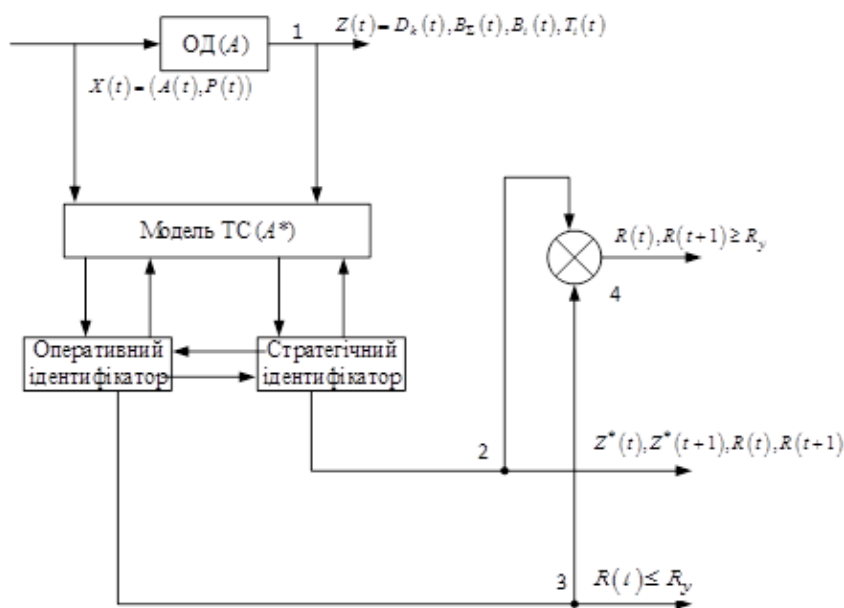 ОД (A)
1
Z(t)=D_k(t),B_Σ(t),B_i(t),T_i(t)
X(t)=(A(t),P(t))
Модель ТС (A*)
R(t),R(t+1)≥R_y
4
Оперативний
ідентифікатор
Стратегічний
ідентифікатор
2
Z*(t),Z*(t+1),R(t),R(t+1)
3
R(t)≤R_y